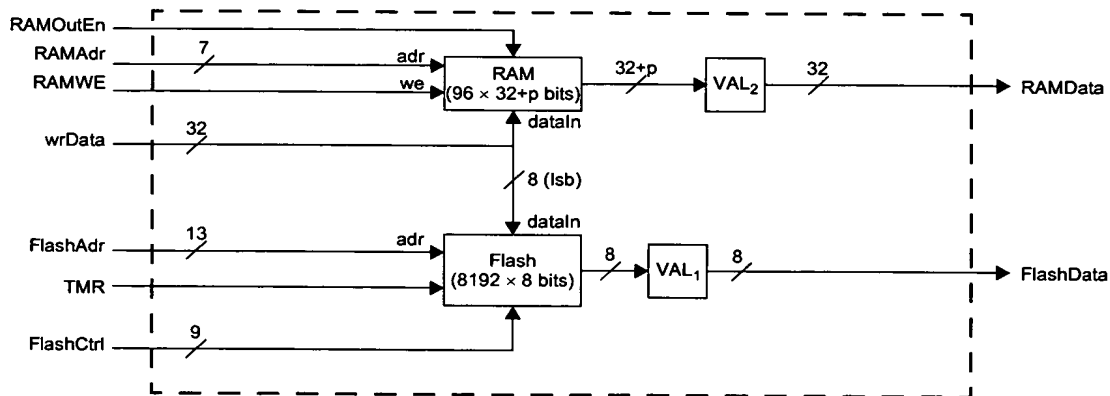 RAMOutEn
RAMAdr 7 adr
RAMWE we
RAM
(96 × 32+p bits)
32+p
VAL2
32
RAMData
dataIn
wrData 32
8 (lsb)
dataIn
FlashAdr 13 adr
Flash
(8192 × 8 bits)
8
VAL1
8
FlashData
TMR
FlashCtrl 9